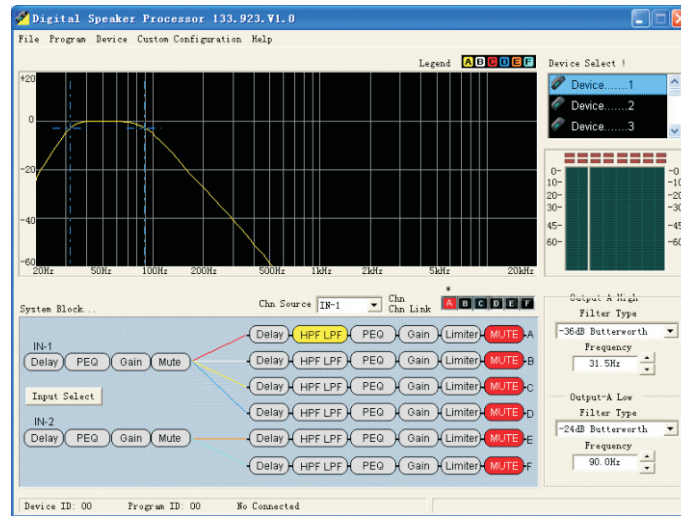 Digital Speaker Processor 133.923.V1.0
File Program Device Custom Configuration Help
Legend A B C D E F
Device Select !
Device.......1
Device.......2
Device.......3
+20
0
-20
-40
-60
20Hz 50Hz 100Hz 200Hz 500Hz 1kHz 2kHz 5kHz 20kHz
0- -0
10- -10
20- -20
30- -30
45- -45
60- -60
System Block...
Chn Source IN-1
Chn
Chn Link
*
A B C D E F
IN-1
Delay PEQ Gain Mute
Input Select
IN-2
Delay PEQ Gain Mute
Delay HPF LPF PEQ Gain Limiter MUTE A
Delay HPF LPF PEQ Gain Limiter MUTE B
Delay HPF LPF PEQ Gain Limiter MUTE C
Delay HPF LPF PEQ Gain Limiter MUTE D
Delay HPF LPF PEQ Gain Limiter MUTE E
Delay HPF LPF PEQ Gain Limiter MUTE F
Output-A High
Filter Type
-36dB Butterworth
Frequency
31.5Hz
Output-A Low
Filter Type
-24dB Butterworth
Frequency
90.0Hz
Device ID: 00 Program ID: 00 No Connected